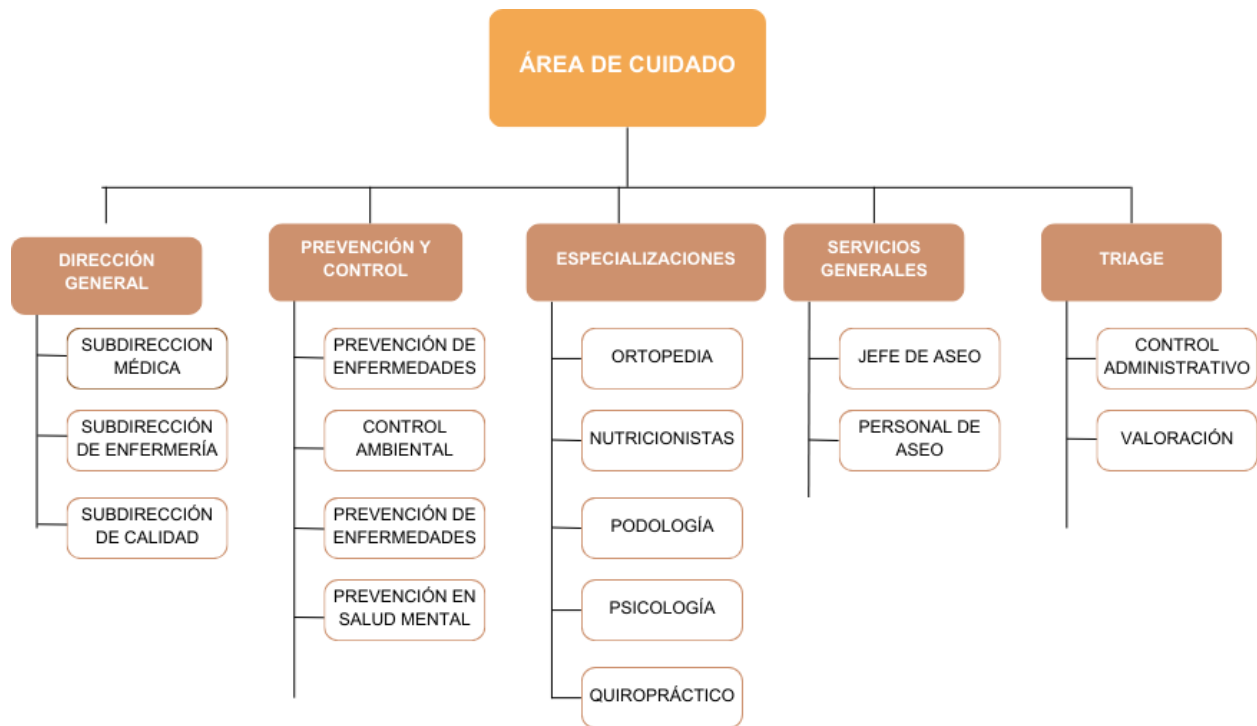 ÁREA DE CUIDADO
DIRECCIÓN
GENERAL
SUBDIRECCION
MÉDICA
SUBDIRECCIÓN
DE ENFERMERÍA
SUBDIRECCIÓN
DE CALIDAD
PREVENCIÓN Y
CONTROL
PREVENCIÓN DE
ENFERMEDADES
CONTROL
AMBIENTAL
PREVENCIÓN DE
ENFERMEDADES
PREVENCIÓN EN
SALUD MENTAL
ESPECIALIZACIONES
ORTOPEDIA
NUTRICIONISTAS
PODOLOGÍA
PSICOLOGÍA
QUIROPRÁCTICO
SERVICIOS
GENERALES
JEFE DE ASEO
PERSONAL DE
ASEO
TRIAGE
CONTROL
ADMINISTRATIVO
VALORACIÓN